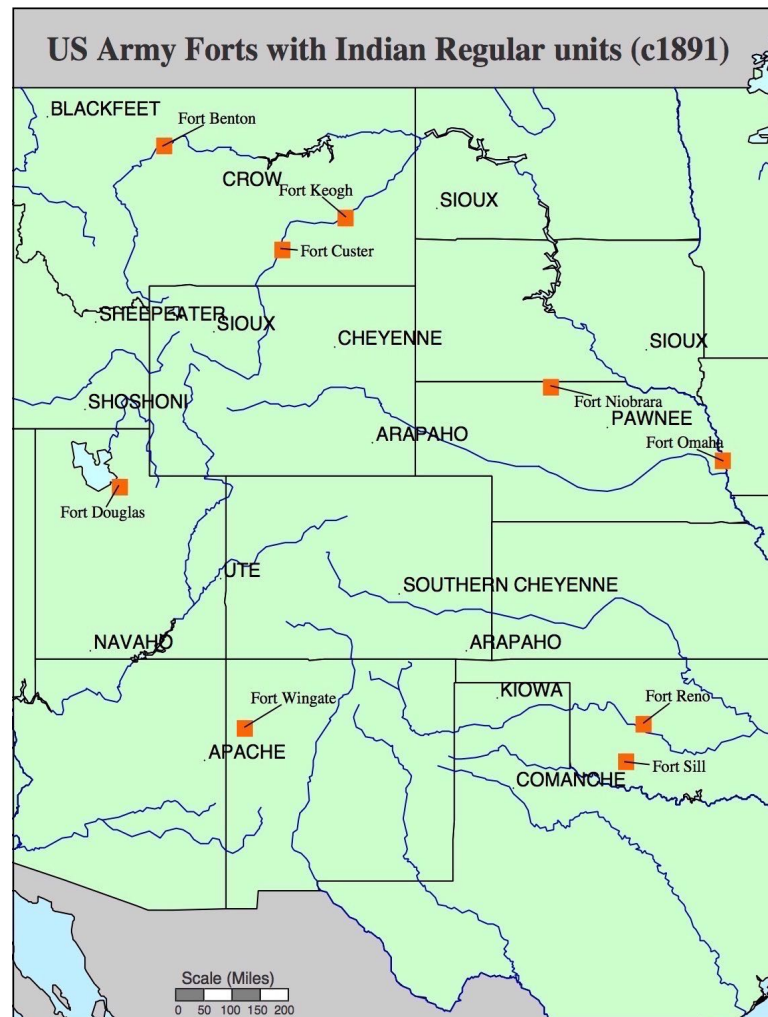 US Army Forts with Indian Regular units (c1891)
BLACKFEET
Fort Benton
CROW
Fort Keogh
SIOUX
Fort Custer
SHEEPEATER
SIOUX
CHEYENNE
SIOUX
SHOSHONI
Fort Niobrara
PAWNEE
ARAPAHO
Fort Omaha
Fort Douglas
UTE
SOUTHERN CHEYENNE
NAVAHO
ARAPAHO
KIOWA
Fort Wingate
Fort Reno
APACHE
Fort Sill
COMANCHE
Scale (Miles)
0 50 100 150 200